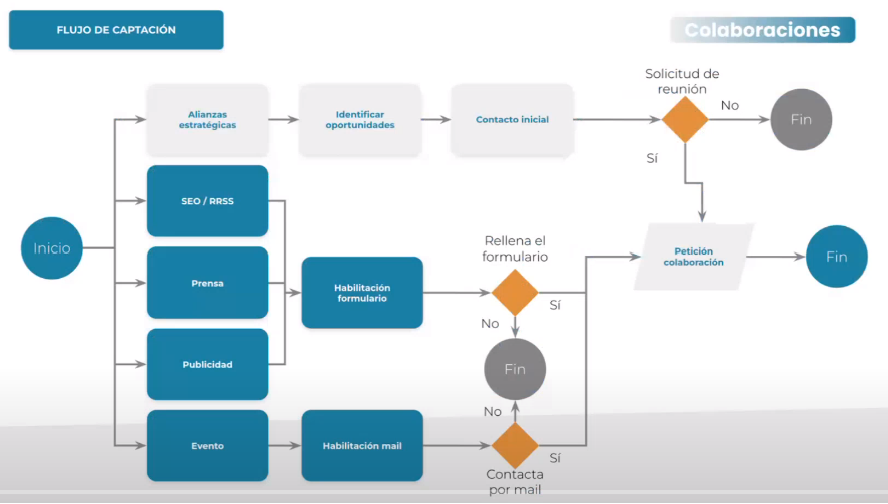 FLUJO DE CAPTACIÓN
Colaboraciones
Solicitud de
reunión
Alianzas
estratégicas
Identificar
oportunidades
Contacto inicial
No
Fin
Sí
SEO / RRSS
Inicio
Rellena el
formulario
Petición
colaboración
Fin
Prensa
Habilitación
formulario
Sí
No
Publicidad
Fin
No
Evento
Habilitación mail
Sí
Contacta
por mail